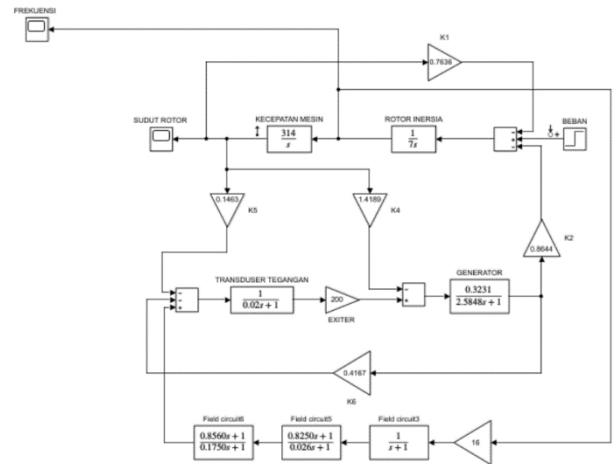 FREKUENSI
K1
0.7636
SUDUT ROTOR
KECEPATAN MESIN
314
s
ROTOR INERSIA
1
7s
BEBAN
0.1463
K5
1.4189
K4
K2
0.8644
TRANSDUSER TEGANGAN
1
0.02s + 1
200
EXITER
GENERATOR
0.3231
2.5848s + 1
0.4167
K6
Field circuit6
0.8560s + 1
0.1750s + 1
Field circuit5
0.8250s + 1
0.026s + 1
Field circuit3
1
s + 1
16